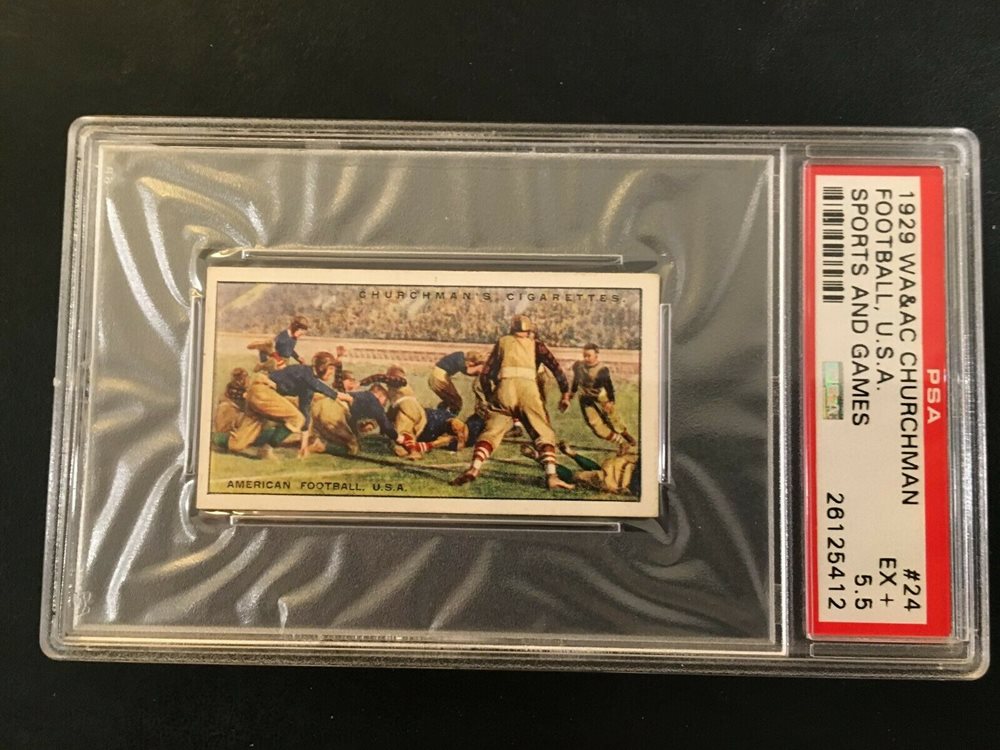 CHURCHMAN'S CIGARETTES.
AMERICAN FOOTBALL, U.S.A.
PSA
1929 WA&AC CHURCHMAN #24
FOOTBALL, U.S.A. EX +
SPORTS AND GAMES 5.5
26125412